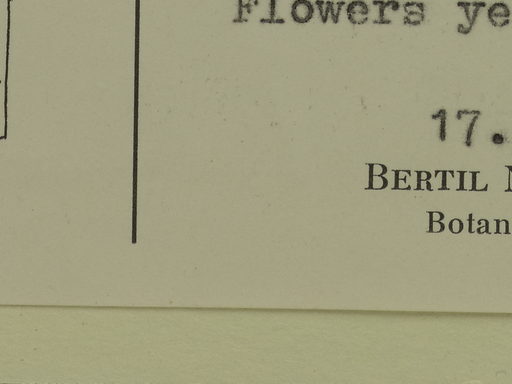 Flowers ye
17.
BERTIL N
Botan